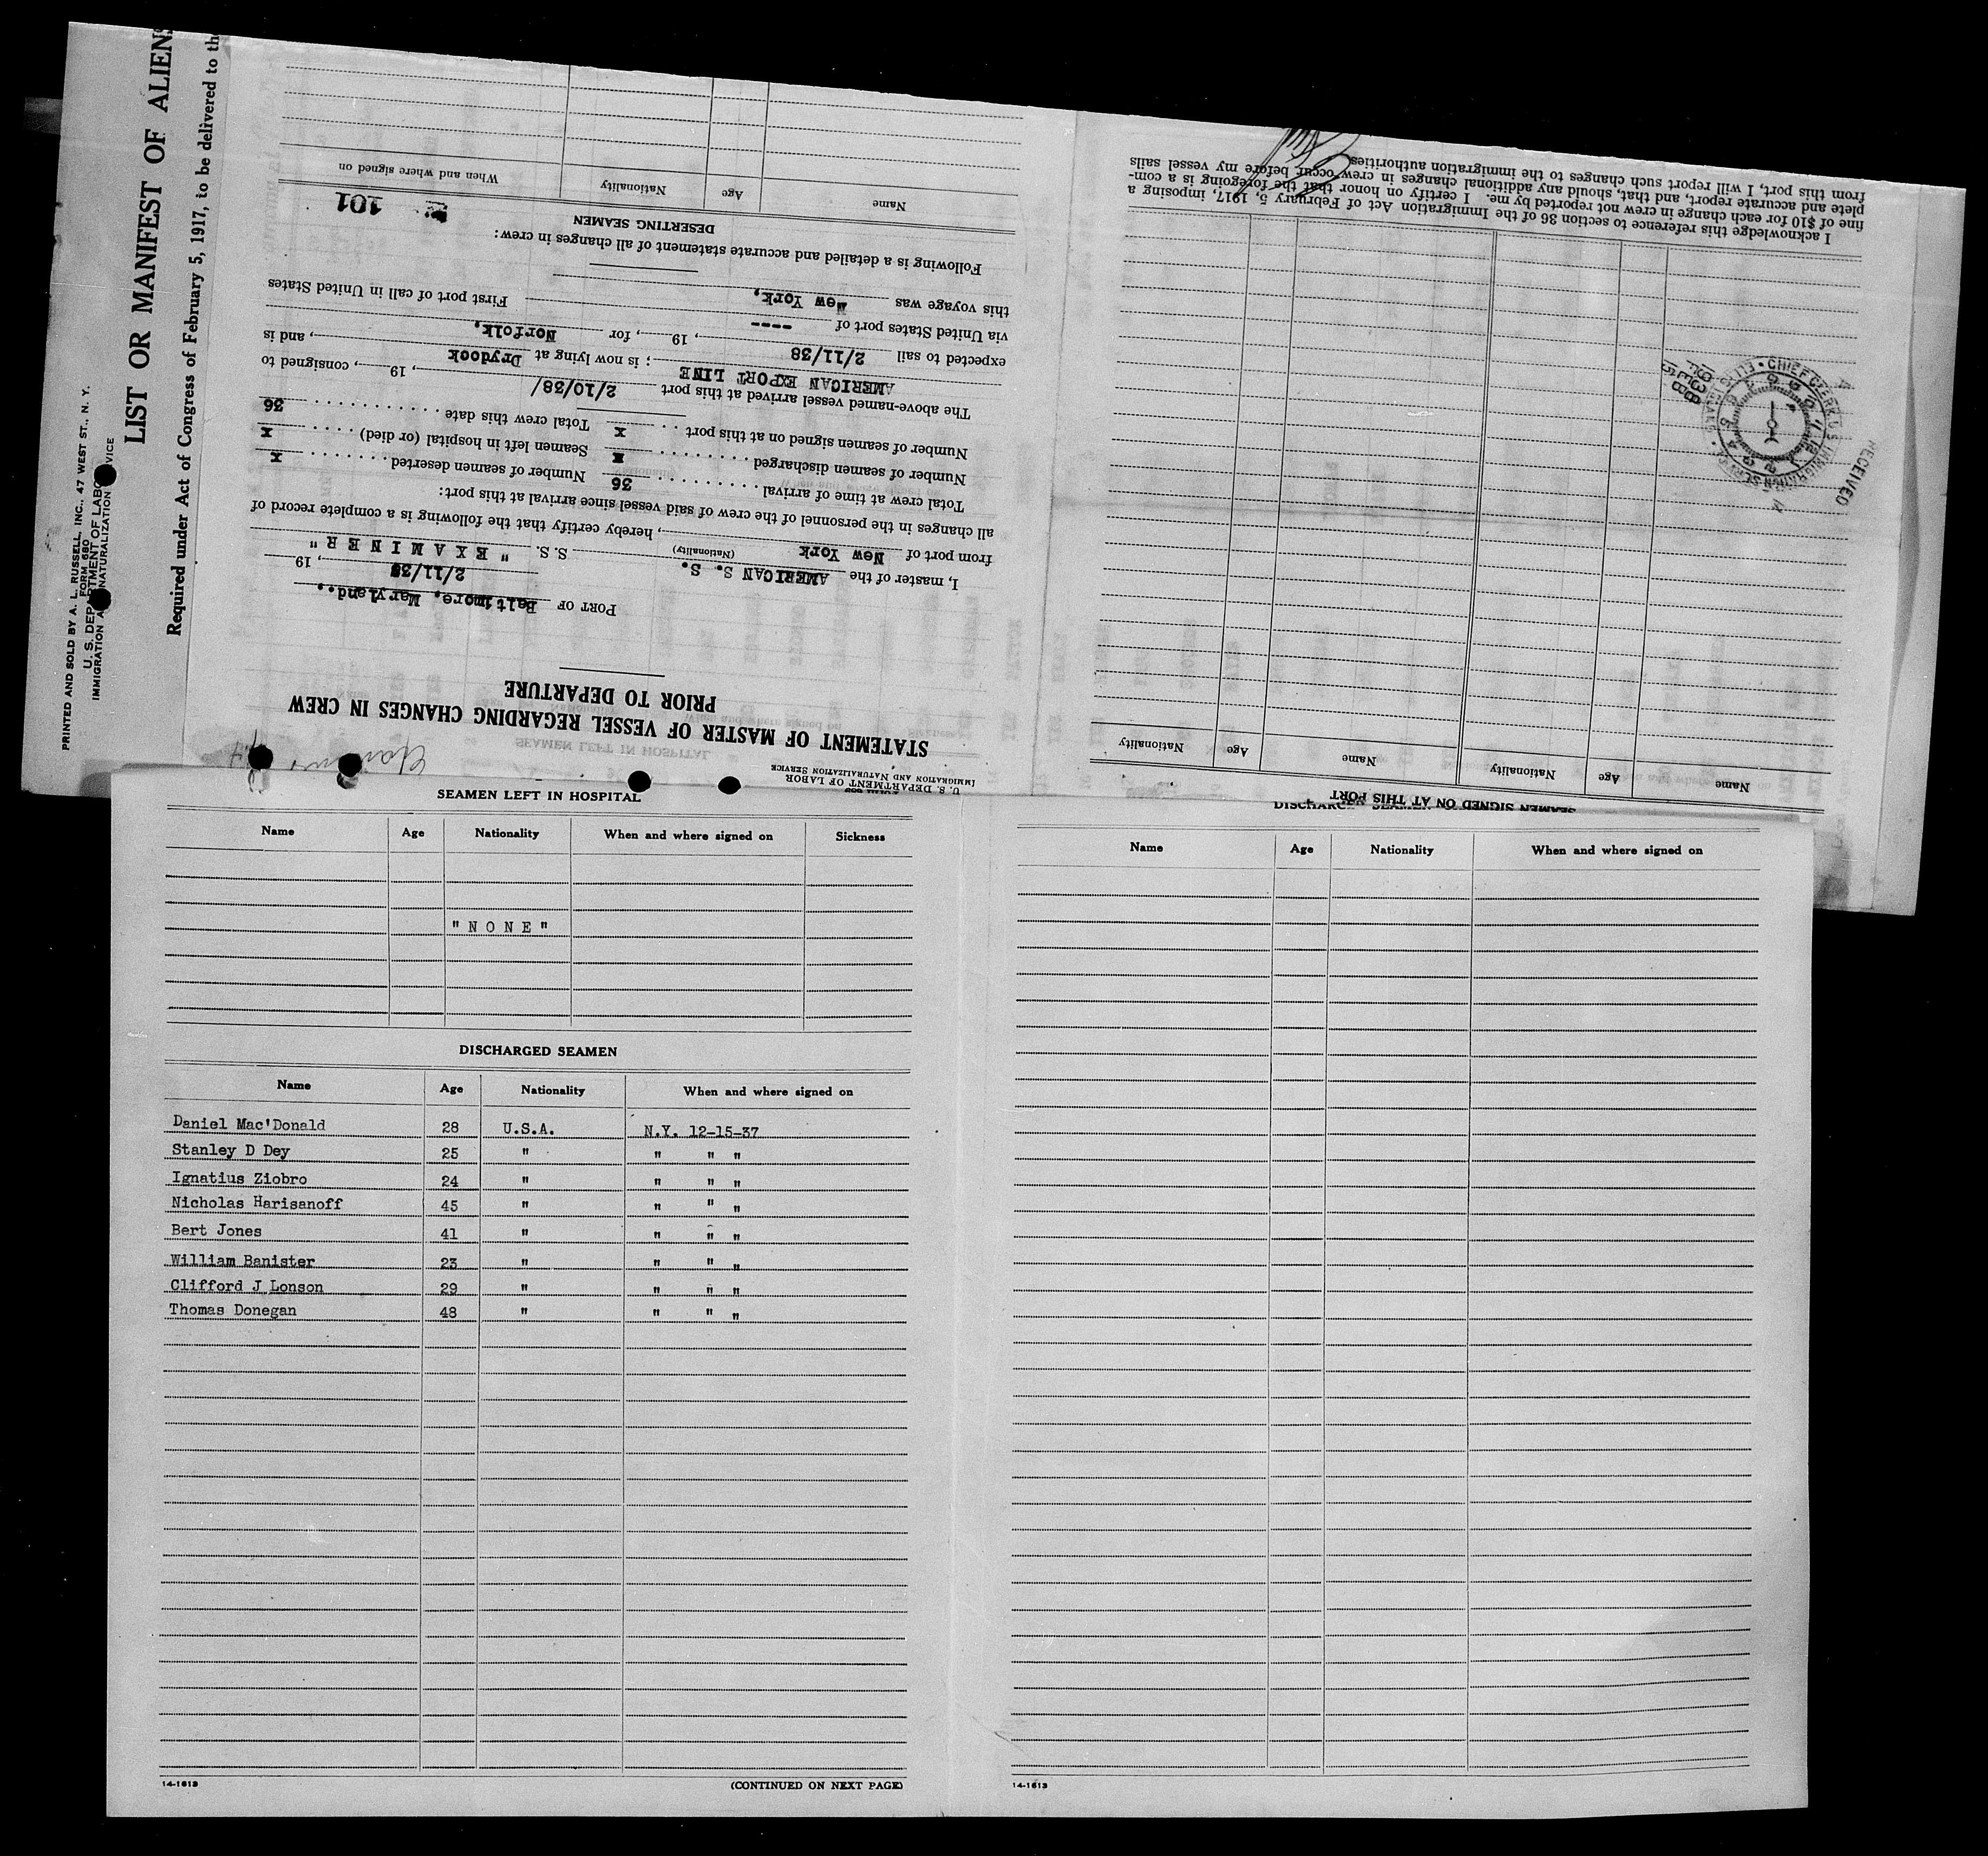 PRINTED AND SOLD BY A. L. RUSSELL, INC., 47 WEST ST., N. Y.
FORM 680
U. S. DEPARTMENT OF LABOR
IMMIGRATION NATURALIZATION SERVICE
LIST OR MANIFEST OF ALIENS
Required under Act of Congress of February 5, 1917, to be delivered to the
U. S. DEPARTMENT OF LABOR
IMMIGRATION AND NATURALIZATION SERVICE
STATEMENT OF MASTER OF VESSEL REGARDING CHANGES IN CREW
PRIOR TO DEPARTURE
PORT OF Baltimore, Maryland.,
2/11/38, 19
I, master of the AMERICAN S. S. S. S. "EXAMINER"
(Nationality)
from port of New York, hereby certify that the following is a complete record of
all changes in the personnel of the crew of said vessel since arrival at this port:
Total crew at time of arrival 36 Number of seamen deserted x
Number of seamen discharged x Seamen left in hospital (or died) x
Number of seamen signed on at this port x Total crew this date 36
The above-named vessel arrived at this port 2/10/38/, 19, consigned to
AMERICAN EXPORT LINE; is now lying at Drydock, and is
expected to sail 2/11/38, 19, for Norfolk,
via United States port of ---- First port of call in United States
this voyage was New York,
Following is a detailed and accurate statement of all changes in crew:
DESERTING SEAMEN
101
Name Age Nationality When and where signed on
SEAMEN SIGNED ON AT THIS PORT
Name Age Nationality Name Age Nationality
RECEIVED
CHIEF CLERK U.S. IMMIGRATION SERVICE
I acknowledge this reference to section 36 of the Immigration Act of February 5, 1917, imposing a
fine of $10 for each change in crew not reported by me. I certify on honor that the foregoing is a com-
plete and accurate report, and that, should any additional changes in crew occur before my vessel sails
from this port, I will report such changes to the immigration authorities.
SEAMEN LEFT IN HOSPITAL
Name Age Nationality When and where signed on Sickness
"NONE"
DISCHARGED SEAMEN
Name Age Nationality When and where signed on
Daniel Mac'Donald 28 U.S.A. N.Y. 12-15-37
Stanley D Dey 25 " " " "
Ignatius Ziobro 24 " " " "
Nicholas Harisanoff 45 " " " "
Bert Jones 41 " " " "
William Banister 23 " " " "
Clifford J Lonson 29 " " " "
Thomas Donegan 48 " " " "
14-1613 (CONTINUED ON NEXT PAGE)
Name Age Nationality When and where signed on
14-1613